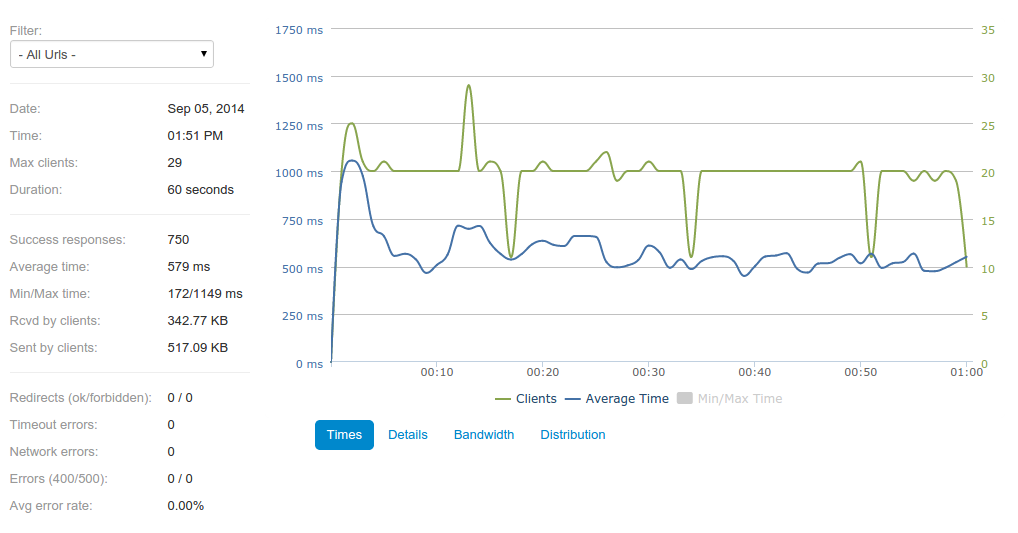 Filter:
- All Urls -
Date: Sep 05, 2014
Time: 01:51 PM
Max clients: 29
Duration: 60 seconds
Success responses: 750
Average time: 579 ms
Min/Max time: 172/1149 ms
Rcvd by clients: 342.77 KB
Sent by clients: 517.09 KB
Redirects (ok/forbidden): 0 / 0
Timeout errors: 0
Network errors: 0
Errors (400/500): 0 / 0
Avg error rate: 0.00%
1750 ms 35
1500 ms 30
1250 ms 25
1000 ms 20
750 ms 15
500 ms 10
250 ms 5
0 ms 0
00:10 00:20 00:30 00:40 00:50 01:00
Clients Average Time Min/Max Time
Times Details Bandwidth Distribution